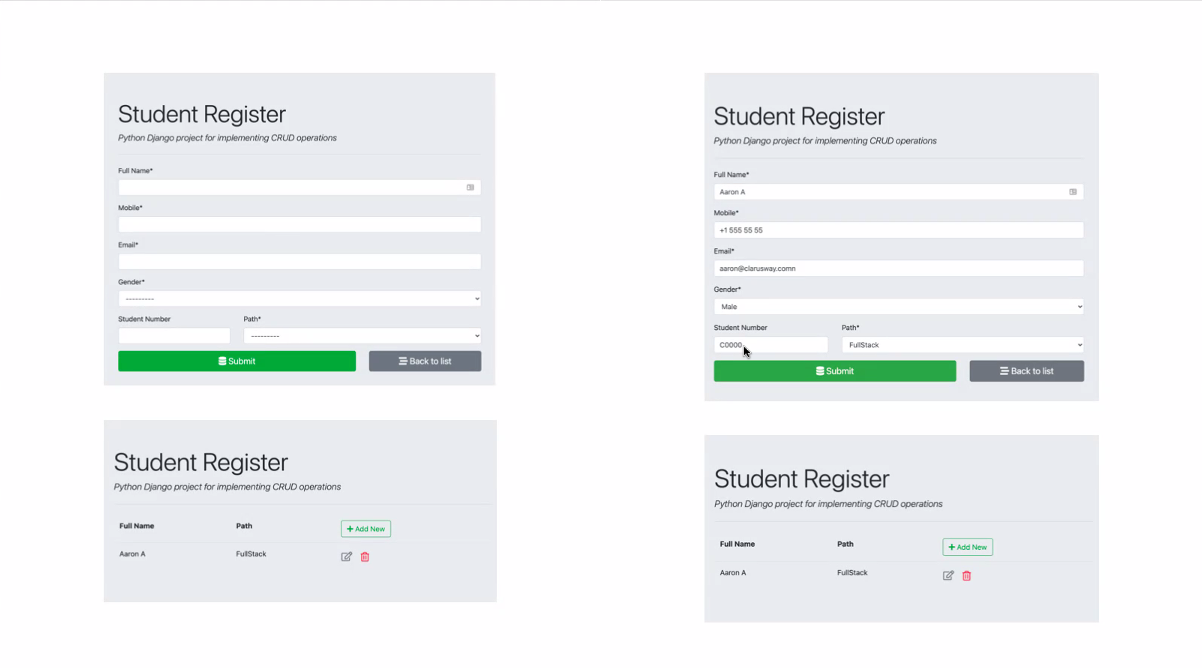 Student Register
Python Django project for implementing CRUD operations
Full Name*
Mobile*
Email*
Gender*
---------
Student Number Path*
---------
Submit Back to list
Student Register
Python Django project for implementing CRUD operations
Full Name Path + Add New
Aaron A FullStack
Student Register
Python Django project for implementing CRUD operations
Full Name*
Aaron A
Mobile*
+1 555 55 55
Email*
aaron@clarusway.comn
Gender*
Male
Student Number Path*
C0000 FullStack
Submit Back to list
Student Register
Python Django project for implementing CRUD operations
Full Name Path + Add New
Aaron A FullStack